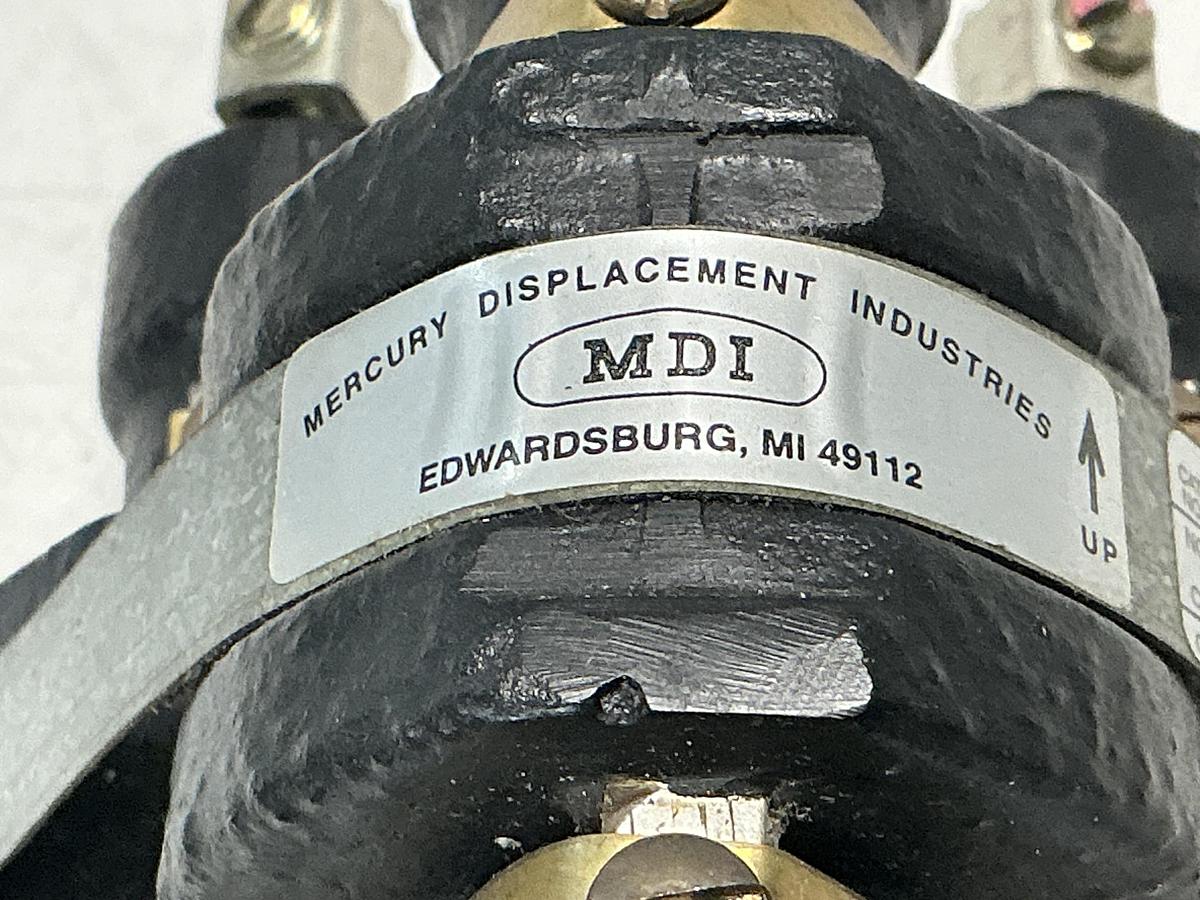 MERCURY DISPLACEMENT INDUSTRIES
MDI
EDWARDSBURG, MI 49112
UP